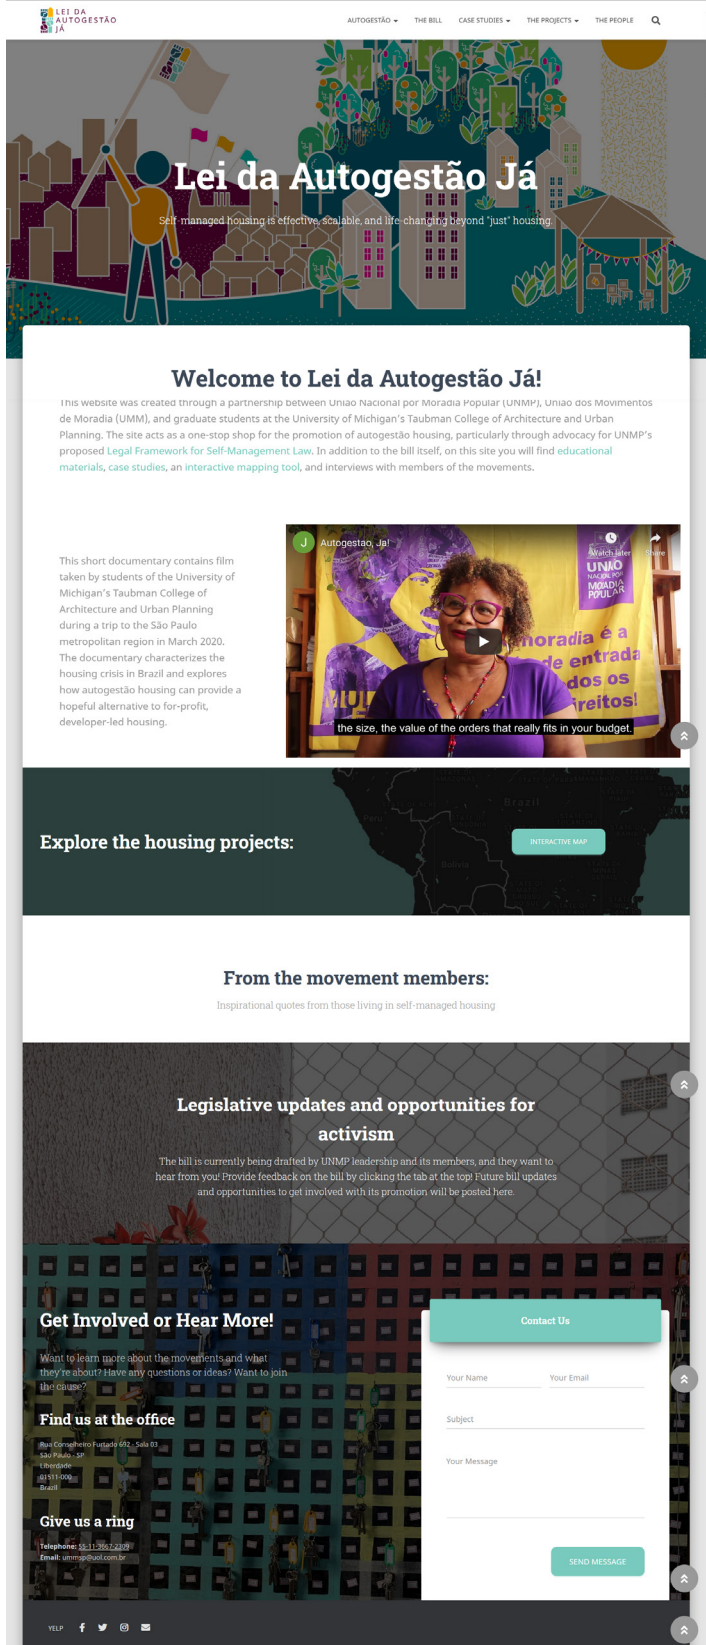 LEI DA
AUTOGESTÃO
JÁ
AUTOGESTÃO
THE BILL
CASE STUDIES
THE PROJECTS
THE PEOPLE
Lei da Autogestão Já
Self-managed housing is effective, scalable, and life-changing beyond "just" housing.
Welcome to Lei da Autogestão Já!
This website was created through a partnership between União Nacional por Moradia Popular (UNMP), União dos Movimentos
de Moradia (UMM), and graduate students at the University of Michigan's Taubman College of Architecture and Urban
Planning. The site acts as a one-stop shop for the promotion of autogestão housing, particularly through advocacy for UNMP's
proposed Legal Framework for Self-Management Law. In addition to the bill itself, on this site you will find educational
materials, case studies, an interactive mapping tool, and interviews with members of the movements.
This short documentary contains film
taken by students of the University of
Michigan's Taubman College of
Architecture and Urban Planning
during a trip to the São Paulo
metropolitan region in March 2020.
The documentary characterizes the
housing crisis in Brazil and explores
how autogestão housing can provide a
hopeful alternative to for-profit,
developer-led housing.
J
Autogestao, Ja!
Watch later
Share
UNIÃO
NACIONAL POR
MORADIA
POPULAR
moradia é a
de entrada
dos os
ireitos!
the size, the value of the orders that really fits in your budget.
Explore the housing projects:
Peru
Brazil
Bolivia
INTERACTIVE MAP
From the movement members:
Inspirational quotes from those living in self-managed housing
Legislative updates and opportunities for
activism
The bill is currently being drafted by UNMP leadership and its members, and they want to
hear from you! Provide feedback on the bill by clicking the tab at the top! Future bill updates
and opportunities to get involved with its promotion will be posted here.
Get Involved or Hear More!
Want to learn more about the movements and what
they're about? Have any questions or ideas? Want to join
the cause?
Find us at the office
Rua Conselheiro Furtado 692 - Sala 03
São Paulo - SP
Liberdade
01511-000
Brazil
Give us a ring
Telephone: 55-11-3667-2309
Email: ummsp@uol.com.br
Contact Us
Your Name
Your Email
Subject
Your Message
SEND MESSAGE
YELP